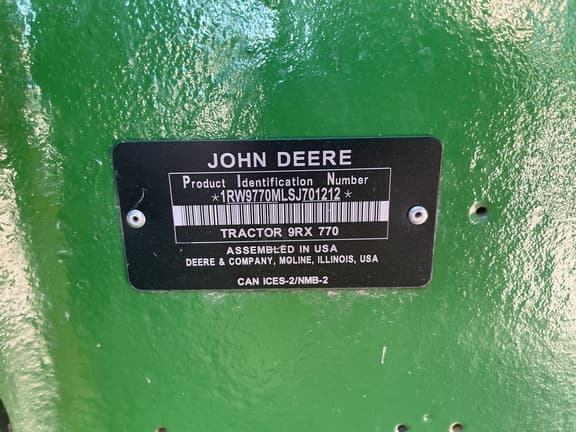 JOHN DEERE
Product Identification Number
*1RW9770MLSJ701212*
TRACTOR 9RX 770
ASSEMBLED IN USA
DEERE & COMPANY, MOLINE, ILLINOIS, USA
CAN ICES-2/NMB-2